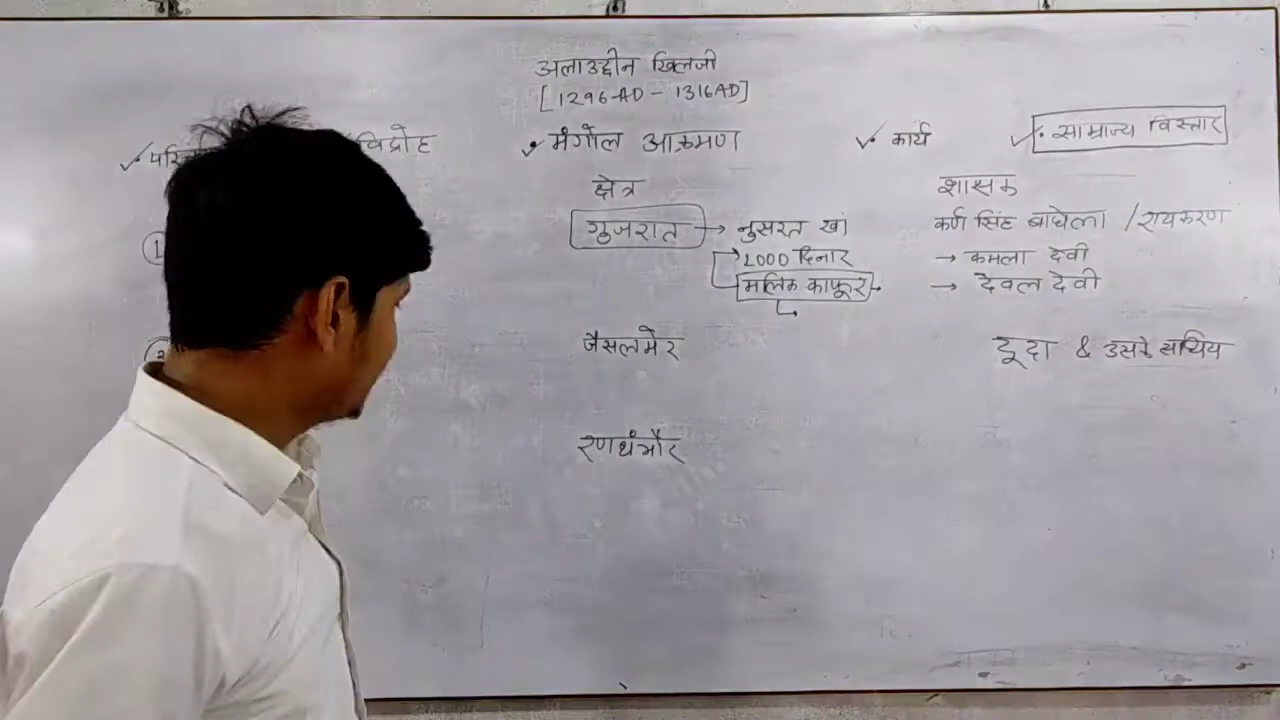 अलाउद्दीन खिलजी
[1296AD - 1316AD]
विद्रोह ✓• मंगोल आक्रमण ✓ कार्य ✓• साम्राज्य विस्तार
क्षेत्र शासक
गुजरात → नुसरत खां कर्ण सिंह बाघेला / रायकरण
1000 दिनार → कमला देवी
मलिक काफूर → देवल देवी
जैसलमेर दूदा & उसके
रणथंभौर